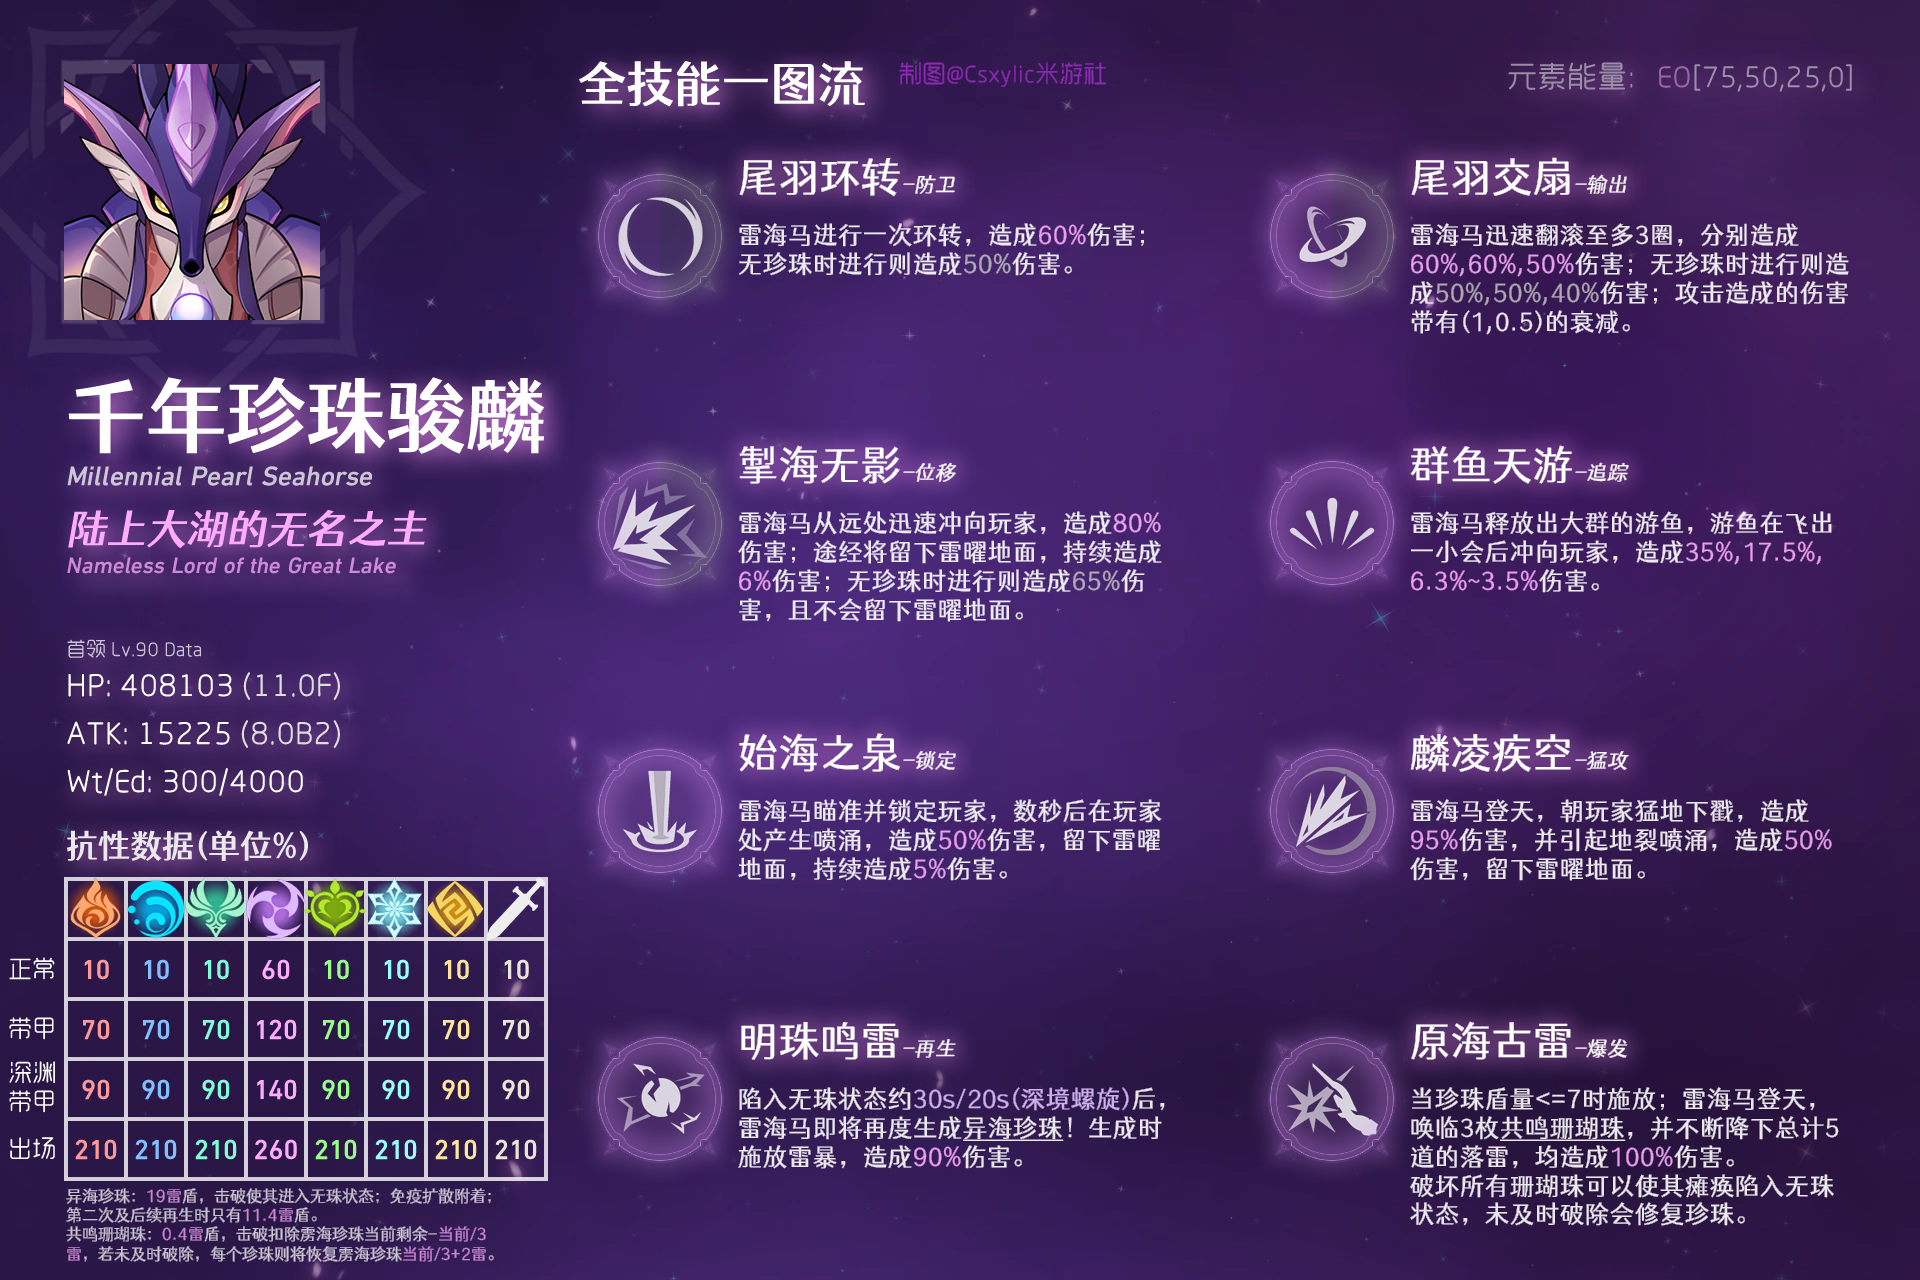 全技能一图流
制图@Csxylic米游社
元素能量: EO[75,50,25,0]
千年珍珠骏麟
Millennial Pearl Seahorse
陆上大湖的无名之主
Nameless Lord of the Great Lake
首领 Lv.90 Data
HP: 408103 (11.0F)
ATK: 15225 (8.0B2)
Wt/Ed: 300/4000
抗性数据(单位%)
正常 10 10 10 60 10 10 10 10
带甲 70 70 70 120 70 70 70 70
深渊
带甲 90 90 90 140 90 90 90 90
出场 210 210 210 260 210 210 210 210
异海珍珠：19雷盾，击破使其进入无珠状态；免疫扩散附着；
第二次及后续再生时只有11.4雷盾。
共鸣珊瑚珠：0.4雷盾，击破扣除雳海珍珠当前剩余-当前/3
雷，若未及时破除，每个珍珠则将恢复雳海珍珠当前/3+2雷。
尾羽环转-防卫
雷海马进行一次环转，造成60%伤害；
无珍珠时进行则造成50%伤害。
尾羽交扇-输出
雷海马迅速翻滚至多3圈，分别造成
60%,60%,50%伤害；无珍珠时进行则造
成50%,50%,40%伤害；攻击造成的伤害
带有(1,0.5)的衰减。
掣海无影-位移
雷海马从远处迅速冲向玩家，造成80%
伤害；途经将留下雷曜地面，持续造成
6%伤害；无珍珠时进行则造成65%伤
害，且不会留下雷曜地面。
群鱼天游-追踪
雷海马释放出大群的游鱼，游鱼在飞出
一小会后冲向玩家，造成35%,17.5%,
6.3%~3.5%伤害。
始海之泉-锁定
雷海马瞄准并锁定玩家，数秒后在玩家
处产生喷涌，造成50%伤害，留下雷曜
地面，持续造成5%伤害。
麟凌疾空-猛攻
雷海马登天，朝玩家猛地下戳，造成
95%伤害，并引起地裂喷涌，造成50%
伤害，留下雷曜地面。
明珠鸣雷-再生
陷入无珠状态约30s/20s(深境螺旋)后，
雷海马即将再度生成异海珍珠！生成时
施放雷暴，造成90%伤害。
原海古雷-爆发
当珍珠盾量<=7时施放；雷海马登天，
唤临3枚共鸣珊瑚珠，并不断降下总计5
道的落雷，均造成100%伤害。
破坏所有珊瑚珠可以使其瘫痪陷入无珠
状态，未及时破除会修复珍珠。